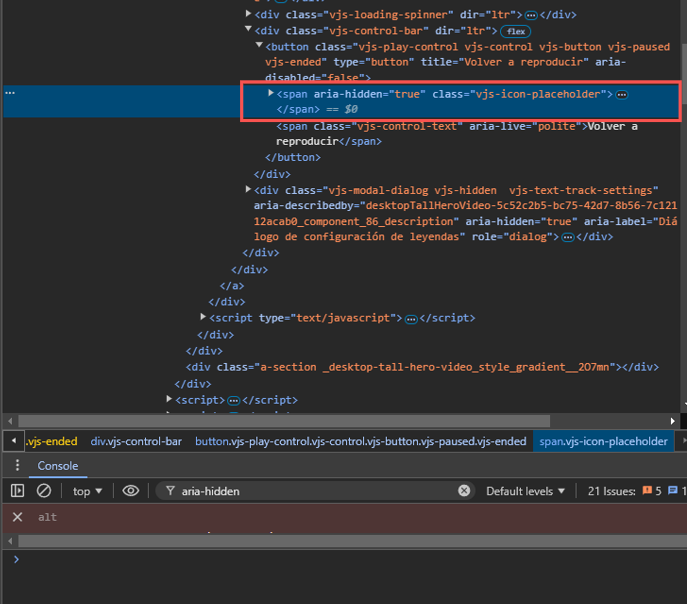 <div class="vjs-loading-spinner" dir="ltr"> … </div>
<div class="vjs-control-bar" dir="ltr"> flex
<button class="vjs-play-control vjs-control vjs-button vjs-paused
vjs-ended" type="button" title="Volver a reproducir" aria-
disabled="false">
… <span aria-hidden="true" class="vjs-icon-placeholder"> …
</span> == $0
<span class="vjs-control-text" aria-live="polite">Volver a
reproducir</span>
</button>
</div>
<div class="vjs-modal-dialog vjs-hidden  vjs-text-track-settings"
aria-describedby="desktopTallHeroVideo-5c52c2b5-bc75-42d7-8b56-7c121
12acab0_component_86_description" aria-hidden="true" aria-label="Diá
logo de configuración de leyendas" role="dialog"> … </div>
</div>
</div>
</a>
</div>
<script type="text/javascript"> … </script>
</div>
</div>
<div class="a-section _desktop-tall-hero-video_style_gradient__2O7mn"></div>
</div>
<script> … </script>
.vjs-ended div.vjs-control-bar button.vjs-play-control.vjs-control.vjs-button.vjs-paused.vjs-ended span.vjs-icon-placeholder
Console
top aria-hidden Default levels 21 Issues: 5 1
alt